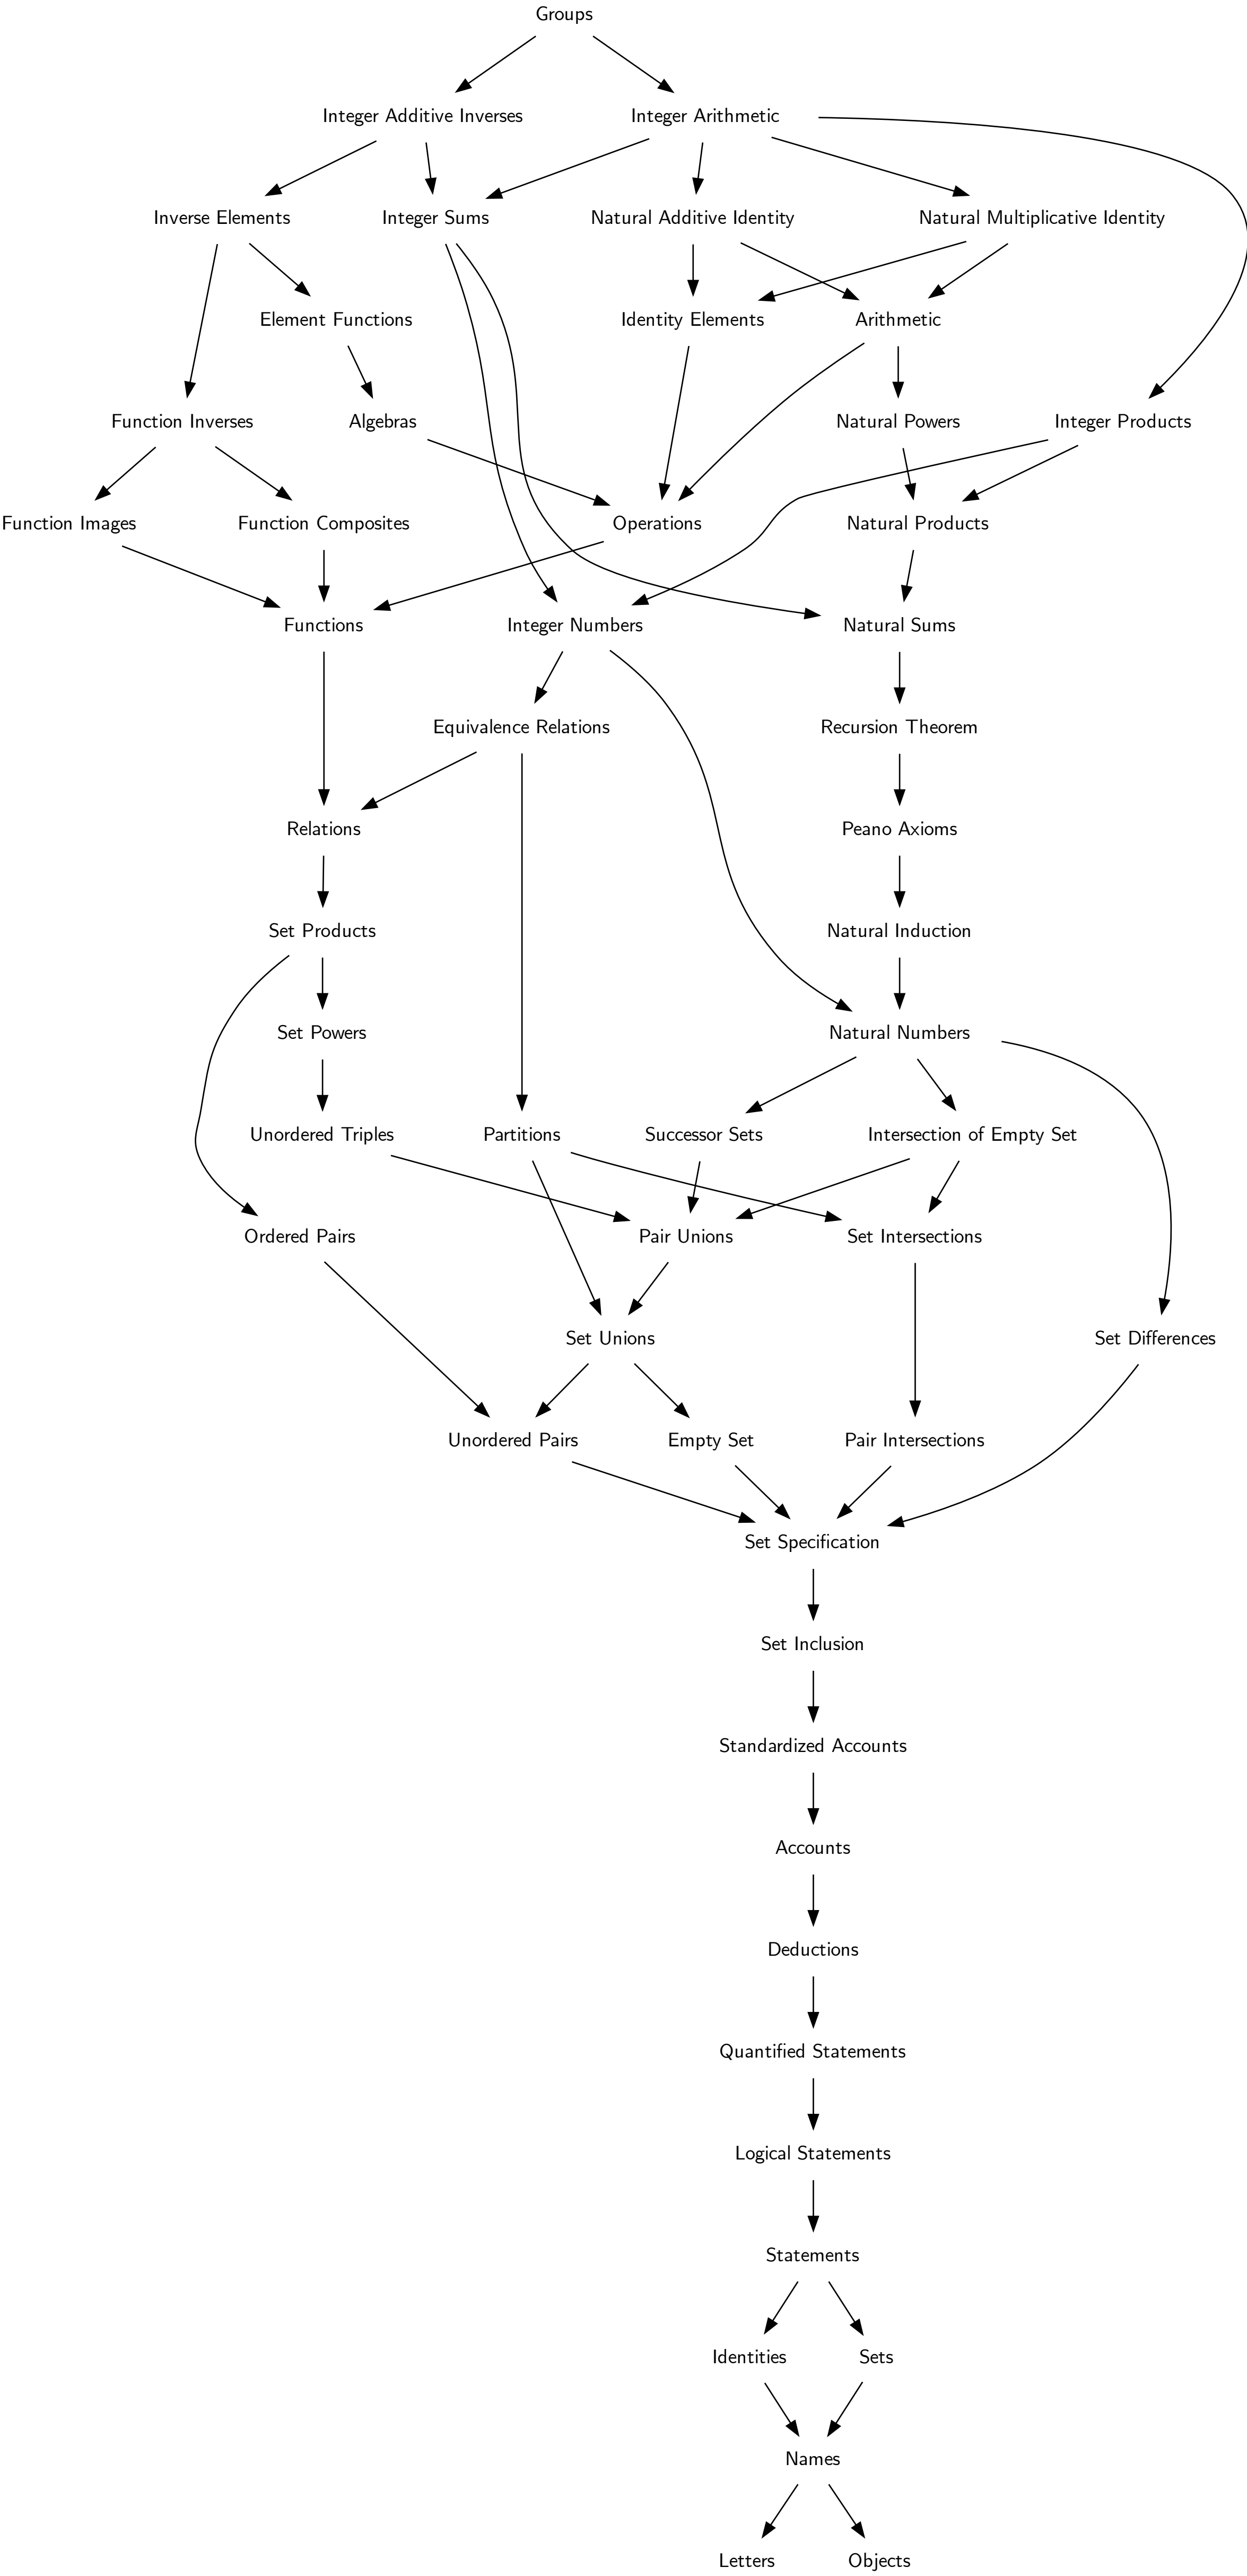 Groups
Integer Additive Inverses
Integer Arithmetic
Inverse Elements
Integer Sums
Natural Additive Identity
Natural Multiplicative Identity
Element Functions
Identity Elements
Arithmetic
Function Inverses
Algebras
Natural Powers
Integer Products
Function Images
Function Composites
Operations
Natural Products
Functions
Integer Numbers
Natural Sums
Equivalence Relations
Recursion Theorem
Relations
Peano Axioms
Set Products
Natural Induction
Set Powers
Natural Numbers
Unordered Triples
Partitions
Successor Sets
Intersection of Empty Set
Ordered Pairs
Pair Unions
Set Intersections
Set Unions
Set Differences
Unordered Pairs
Empty Set
Pair Intersections
Set Specification
Set Inclusion
Standardized Accounts
Accounts
Deductions
Quantified Statements
Logical Statements
Statements
Identities
Sets
Names
Letters
Objects